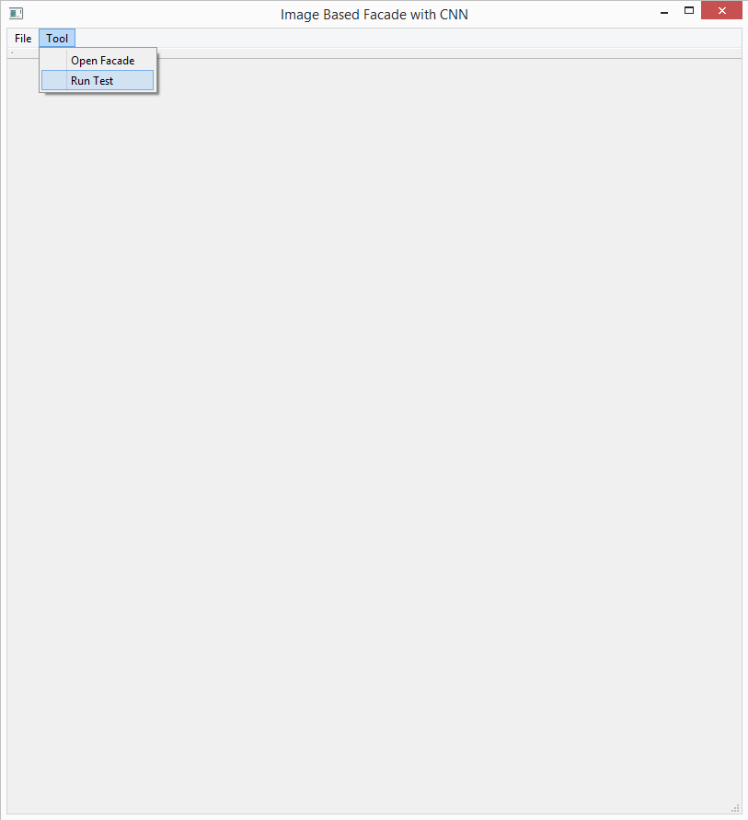 Image Based Facade with CNN
File Tool
Open Facade
Run Test